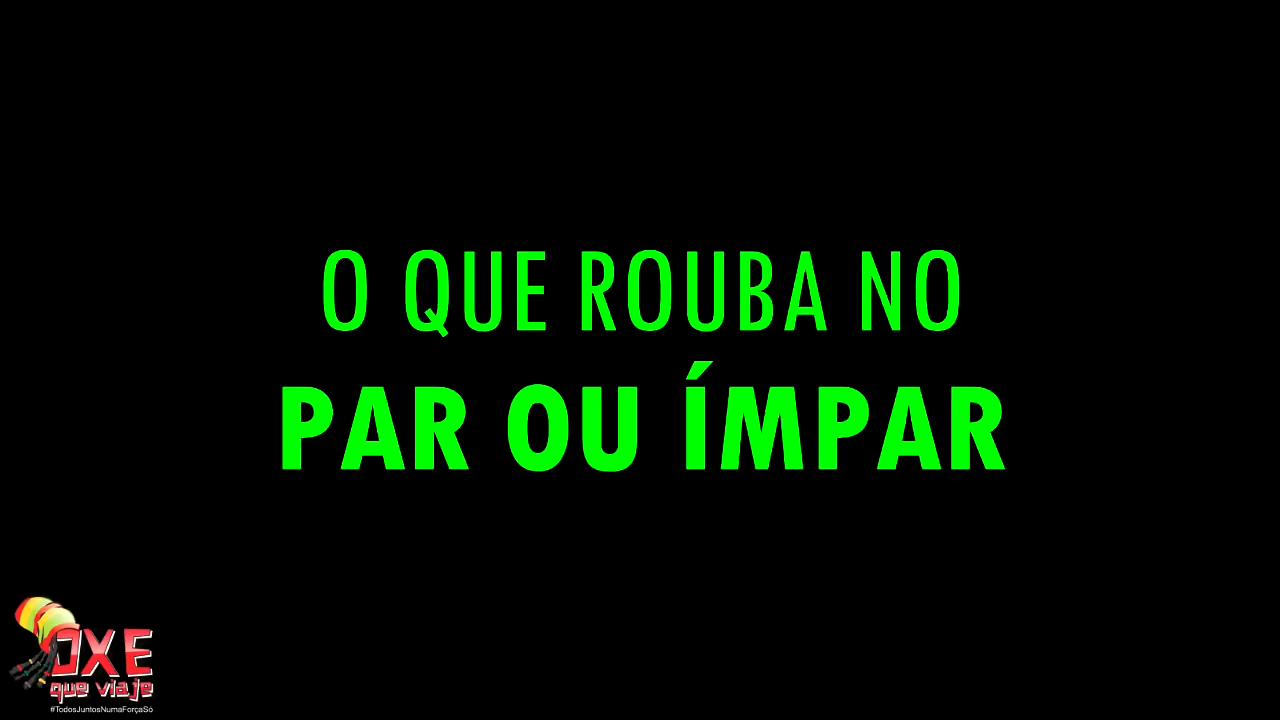 O QUE ROUBA NO
PAR OU ÍMPAR
OXE
que viaje
#TodosJuntosNumaForçaSó